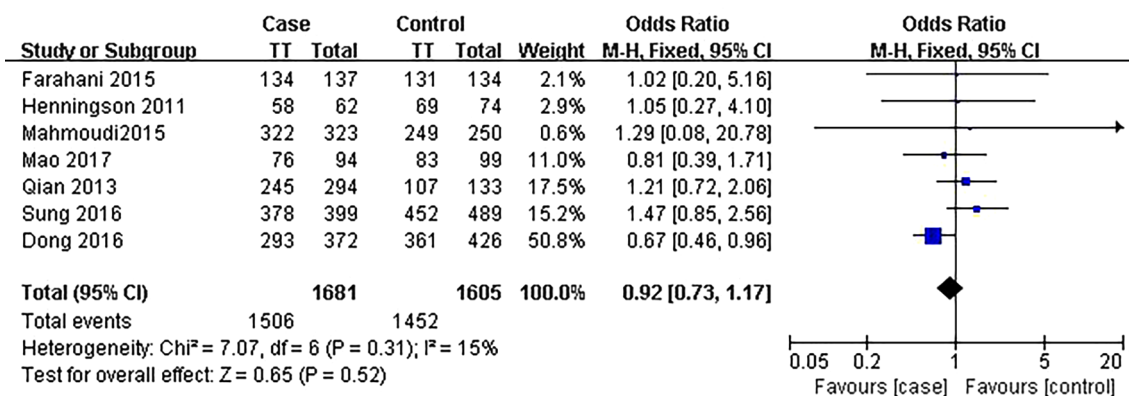 Case Control Odds Ratio Odds Ratio
Study or Subgroup TT Total TT Total Weight M-H, Fixed, 95% CI M-H, Fixed, 95% CI
Farahani 2015 134 137 131 134 2.1% 1.02 [0.20, 5.16]
Henningson 2011 58 62 69 74 2.9% 1.05 [0.27, 4.10]
Mahmoudi2015 322 323 249 250 0.6% 1.29 [0.08, 20.78]
Mao 2017 76 94 83 99 11.0% 0.81 [0.39, 1.71]
Qian 2013 245 294 107 133 17.5% 1.21 [0.72, 2.06]
Sung 2016 378 399 452 489 15.2% 1.47 [0.85, 2.56]
Dong 2016 293 372 361 426 50.8% 0.67 [0.46, 0.96]
Total (95% CI) 1681 1605 100.0% 0.92 [0.73, 1.17]
Total events 1506 1452
Heterogeneity: Chi² = 7.07, df = 6 (P = 0.31); I² = 15%
Test for overall effect: Z = 0.65 (P = 0.52)
0.05 0.2 1 5 20
Favours [case] Favours [control]